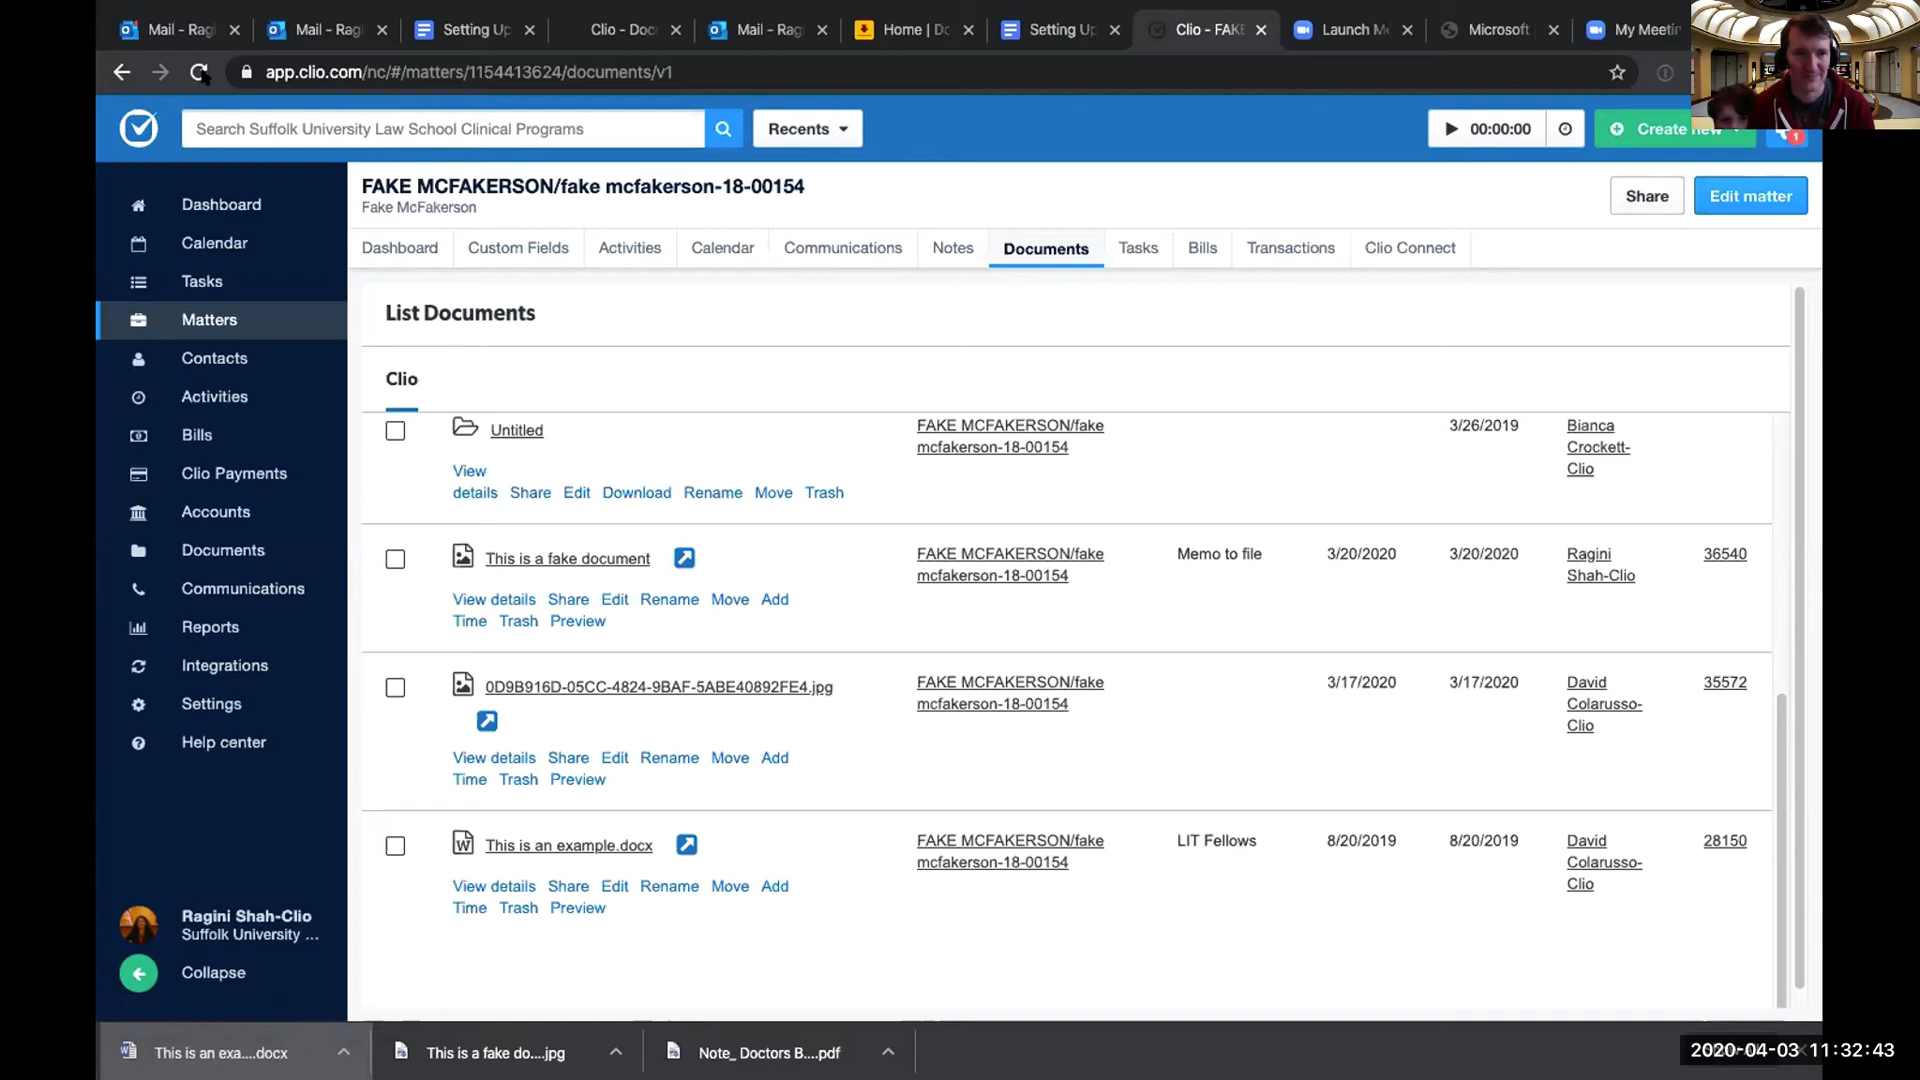 Mail - Ragi
Mail - Ragi
Setting Up
Clio - Doc
Mail - Ragi
Home | Do
Setting Up
Clio - FAKE
Launch Me
Microsoft
My Meetin
app.clio.com/nc/#/matters/1154413624/documents/v1
Search Suffolk University Law School Clinical Programs
Recents
00:00:00
Create new
1
FAKE MCFAKERSON/fake mcfakerson-18-00154
Fake McFakerson
Share
Edit matter
Dashboard
Custom Fields
Activities
Calendar
Communications
Notes
Documents
Tasks
Bills
Transactions
Clio Connect
Dashboard
Calendar
Tasks
Matters
Contacts
Activities
Bills
Clio Payments
Accounts
Documents
Communications
Reports
Integrations
Settings
Help center
Ragini Shah-Clio
Suffolk University ...
Collapse
List Documents
Clio
Untitled
View
details Share Edit Download Rename Move Trash
FAKE MCFAKERSON/fake
mcfakerson-18-00154
3/26/2019
Bianca
Crockett-
Clio
This is a fake document
View details Share Edit Rename Move Add
Time Trash Preview
FAKE MCFAKERSON/fake
mcfakerson-18-00154
Memo to file
3/20/2020
3/20/2020
Ragini
Shah-Clio
36540
0D9B916D-05CC-4824-9BAF-5ABE40892FE4.jpg
View details Share Edit Rename Move Add
Time Trash Preview
FAKE MCFAKERSON/fake
mcfakerson-18-00154
3/17/2020
3/17/2020
David
Colarusso-
Clio
35572
This is an example.docx
View details Share Edit Rename Move Add
Time Trash Preview
FAKE MCFAKERSON/fake
mcfakerson-18-00154
LIT Fellows
8/20/2019
8/20/2019
David
Colarusso-
Clio
28150
This is an exa....docx
This is a fake do....jpg
Note_ Doctors B....pdf
2020-04-03 11:32:43